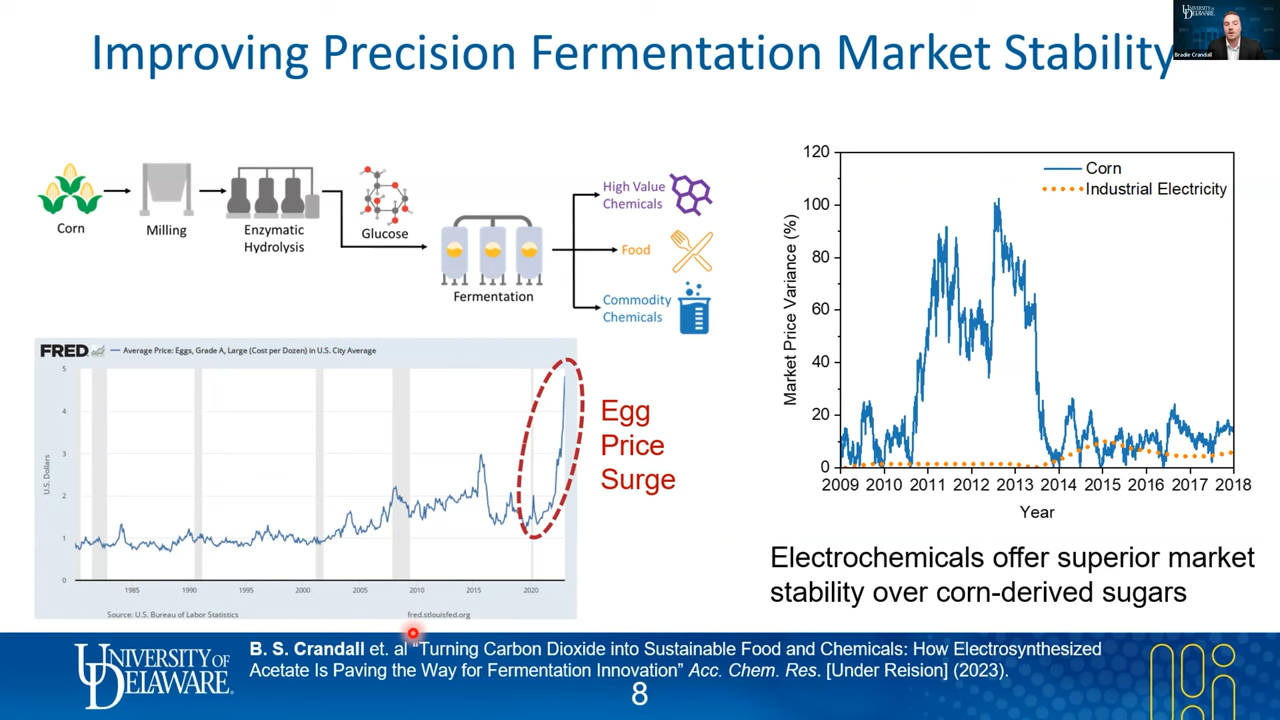 Improving Precision Fermentation Market Stability
UNIVERSITY OF
DELAWARE
Bradie Crandall
Corn
Milling
Enzymatic
Hydrolysis
Glucose
Fermentation
High Value
Chemicals
Food
Commodity
Chemicals
FRED
Average Price: Eggs, Grade A, Large (Cost per Dozen) in U.S. City Average
5
4
3
2
1
0
U.S. Dollars
1985
1990
1995
2000
2005
2010
2015
2020
Source: U.S. Bureau of Labor Statistics
fred.stlouisfed.org
Egg
Price
Surge
Market Price Variance (%)
120
100
80
60
40
20
0
Corn
Industrial Electricity
2009
2010
2011
2012
2013
2014
2015
2016
2017
2018
Year
Electrochemicals offer superior market
stability over corn-derived sugars
UNIVERSITY OF
DELAWARE
B. S. Crandall et. al “Turning Carbon Dioxide into Sustainable Food and Chemicals: How Electrosynthesized
Acetate Is Paving the Way for Fermentation Innovation” Acc. Chem. Res. [Under Reision] (2023).
8